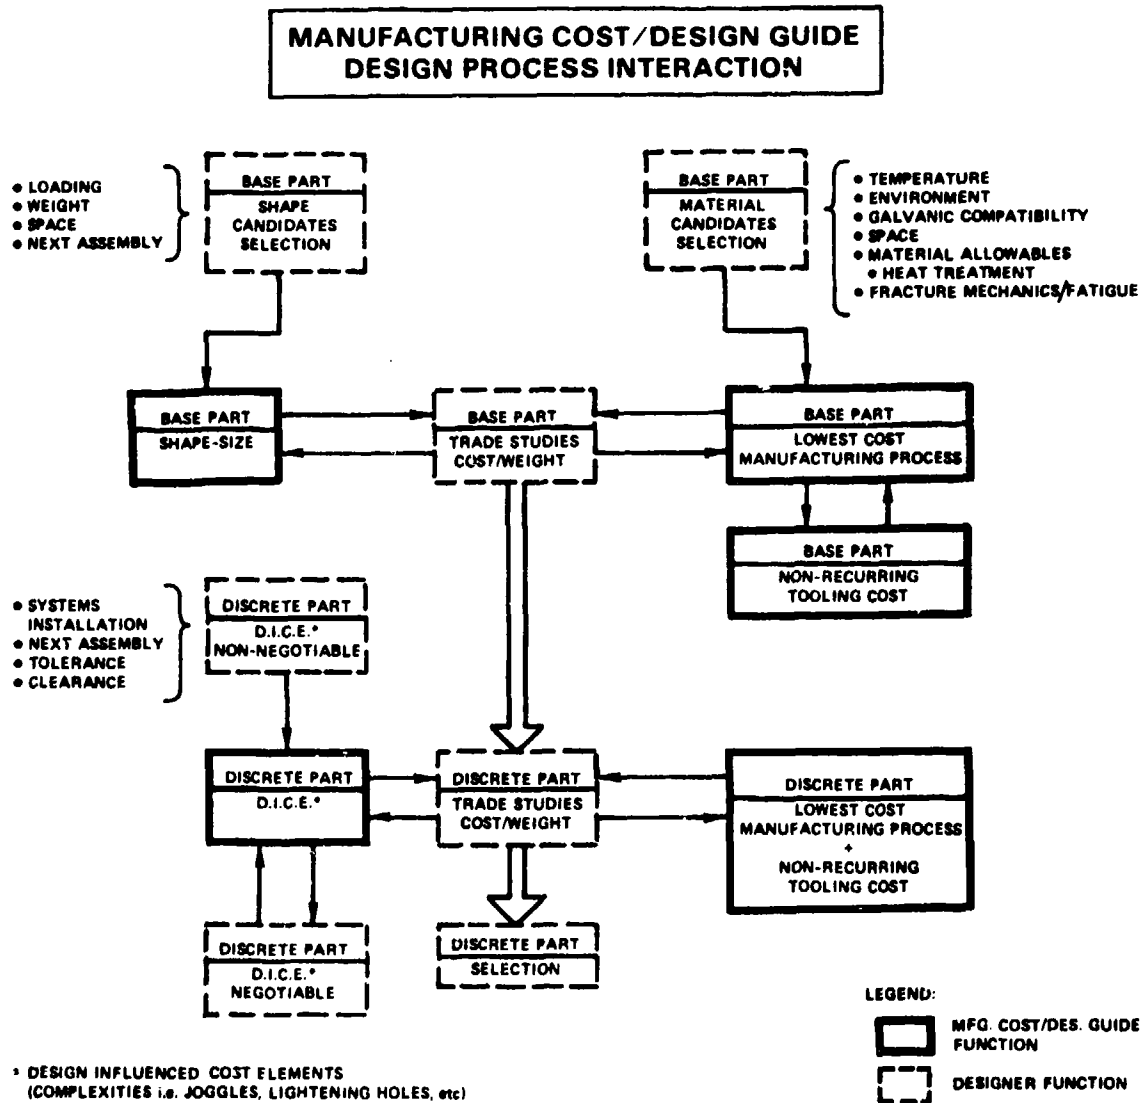 MANUFACTURING COST/DESIGN GUIDE
DESIGN PROCESS INTERACTION
• LOADING
• WEIGHT
• SPACE
• NEXT ASSEMBLY
BASE PART
SHAPE
CANDIDATES
SELECTION
BASE PART
MATERIAL
CANDIDATES
SELECTION
• TEMPERATURE
• ENVIRONMENT
• GALVANIC COMPATIBILITY
• SPACE
• MATERIAL ALLOWABLES
• HEAT TREATMENT
• FRACTURE MECHANICS/FATIGUE
BASE PART
SHAPE-SIZE
BASE PART
TRADE STUDIES
COST/WEIGHT
BASE PART
LOWEST COST
MANUFACTURING PROCESS
BASE PART
NON-RECURRING
TOOLING COST
• SYSTEMS
INSTALLATION
• NEXT ASSEMBLY
• TOLERANCE
• CLEARANCE
DISCRETE PART
D.I.C.E.*
NON-NEGOTIABLE
DISCRETE PART
D.I.C.E.*
DISCRETE PART
TRADE STUDIES
COST/WEIGHT
DISCRETE PART
LOWEST COST
MANUFACTURING PROCESS
+
NON-RECURRING
TOOLING COST
DISCRETE PART
D.I.C.E.*
NEGOTIABLE
DISCRETE PART
SELECTION
LEGEND:
MFG. COST/DES. GUIDE
FUNCTION
DESIGNER FUNCTION
* DESIGN INFLUENCED COST ELEMENTS
(COMPLEXITIES i.e. JOGGLES, LIGHTENING HOLES, etc)